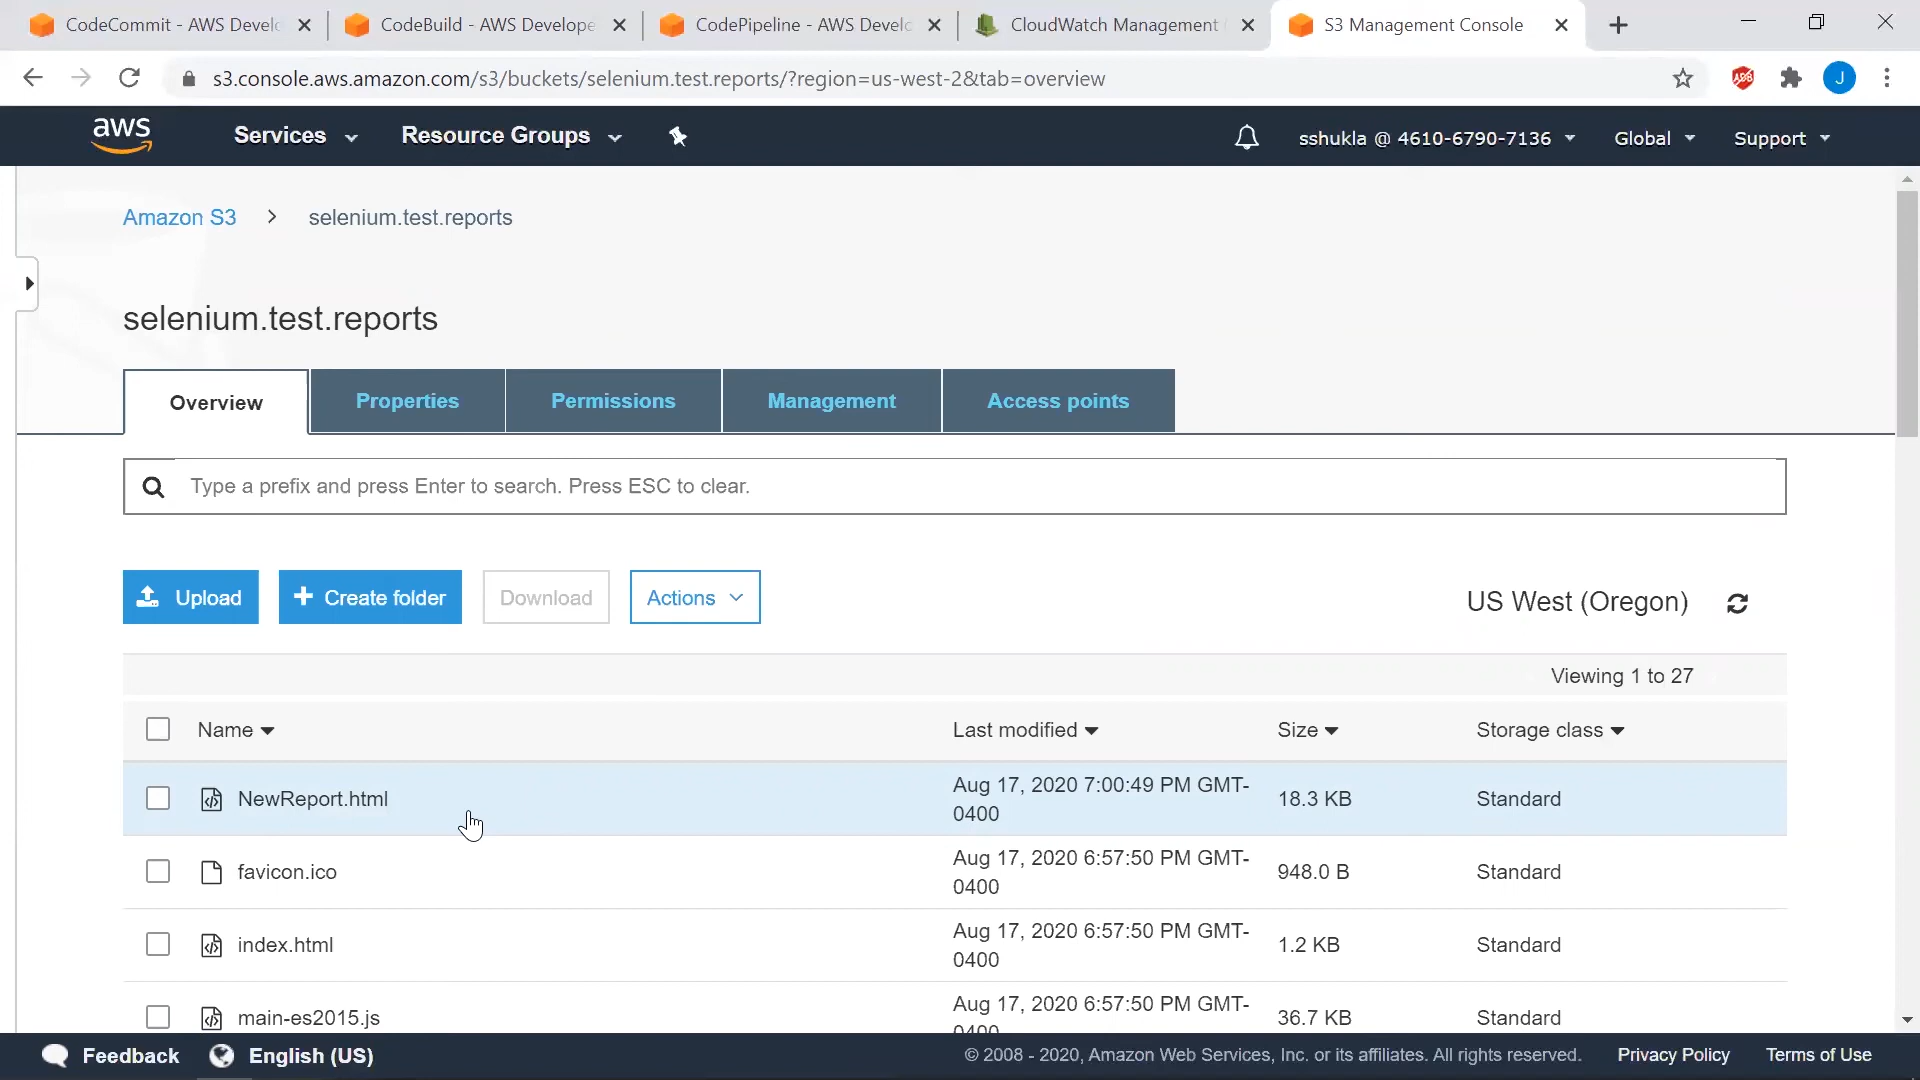 CodeCommit - AWS Develo
CodeBuild - AWS Develope
CodePipeline - AWS Develo
CloudWatch Management
S3 Management Console
s3.console.aws.amazon.com/s3/buckets/selenium.test.reports/?region=us-west-2&tab=overview
ABP
J
aws
Services
Resource Groups
sshukla @ 4610-6790-7136
Global
Support
Amazon S3 > selenium.test.reports
selenium.test.reports
Overview
Properties
Permissions
Management
Access points
Type a prefix and press Enter to search. Press ESC to clear.
Upload
+ Create folder
Download
Actions
US West (Oregon)
Viewing 1 to 27
Name
Last modified
Size
Storage class
NewReport.html
Aug 17, 2020 7:00:49 PM GMT-
0400
18.3 KB
Standard
favicon.ico
Aug 17, 2020 6:57:50 PM GMT-
0400
948.0 B
Standard
index.html
Aug 17, 2020 6:57:50 PM GMT-
0400
1.2 KB
Standard
main-es2015.js
Aug 17, 2020 6:57:50 PM GMT-
0400
36.7 KB
Standard
Feedback
English (US)
© 2008 - 2020, Amazon Web Services, Inc. or its affiliates. All rights reserved.
Privacy Policy
Terms of Use